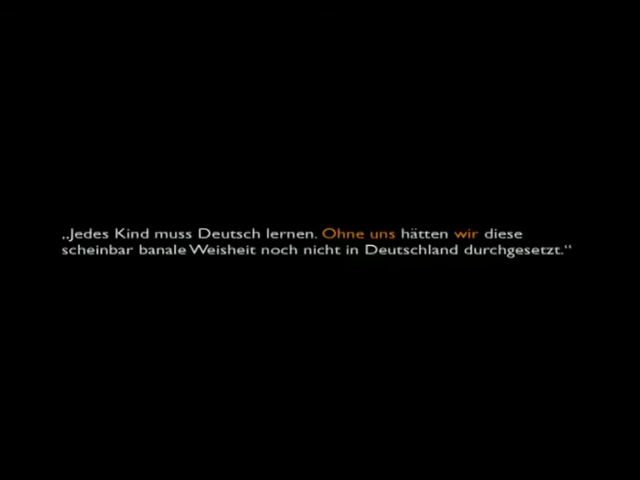 „Jedes Kind muss Deutsch lernen. Ohne uns hätten wir diese
scheinbar banale Weisheit noch nicht in Deutschland durchgesetzt.“